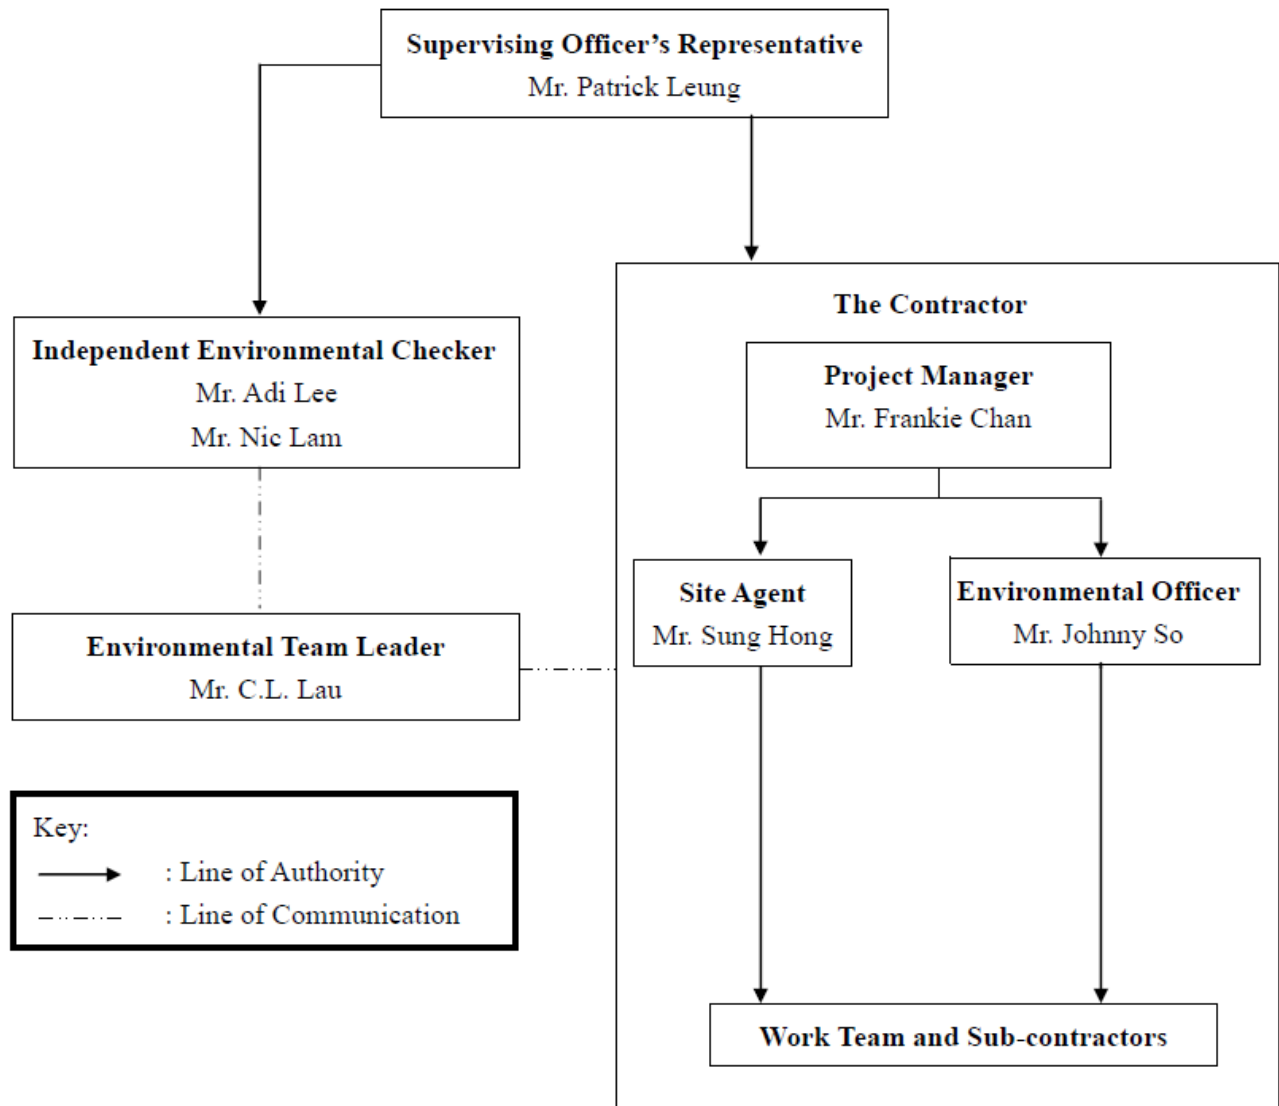 Supervising Officer’s Representative
Mr. Patrick Leung
Independent Environmental Checker
Mr. Adi Lee
Mr. Nic Lam
Environmental Team Leader
Mr. C.L. Lau
The Contractor
Project Manager
Mr. Frankie Chan
Site Agent
Mr. Sung Hong
Environmental Officer
Mr. Johnny So
Work Team and Sub-contractors
Key:
: Line of Authority
: Line of Communication